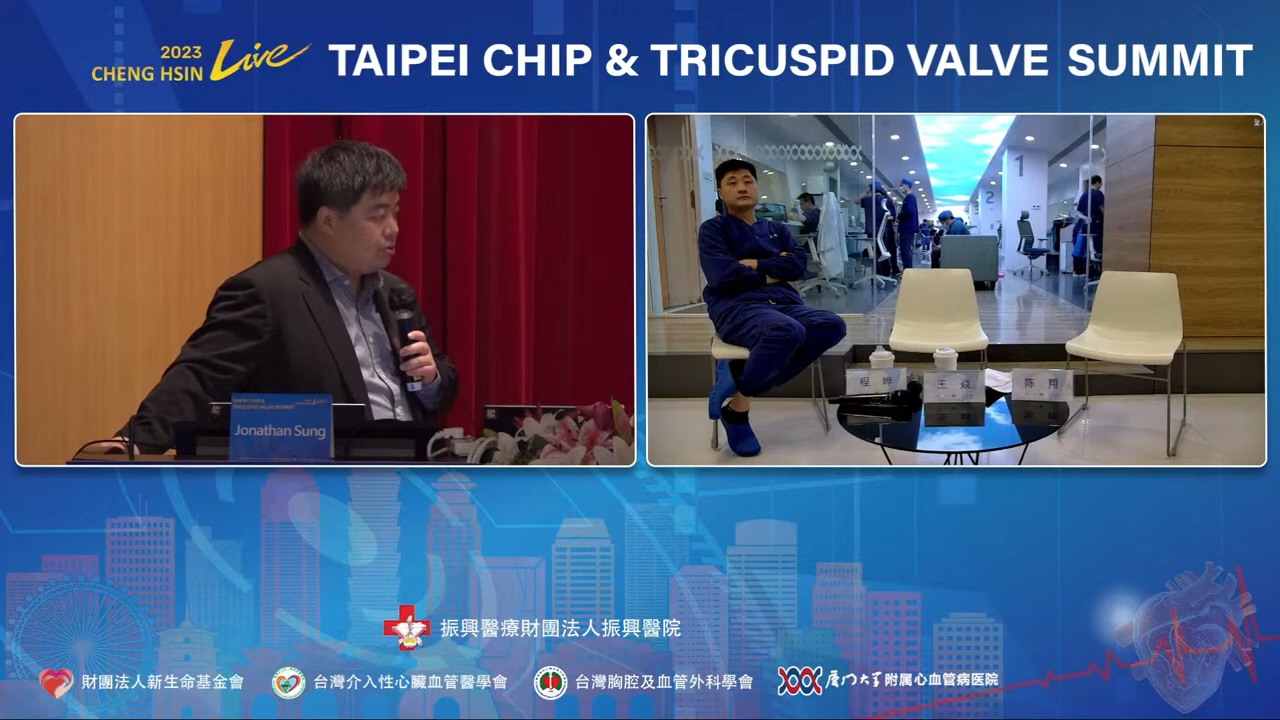 2023
CHENG HSIN Live
TAIPEI CHIP & TRICUSPID VALVE SUMMIT
1
2
Jonathan Sung
程 晔
王 焱
陈 翔
振興醫療財團法人振興醫院
財團法人新生命基金會
台灣介入性心臟血管醫學會
台灣胸腔及血管外科學會
厦门大学附属心血管病医院